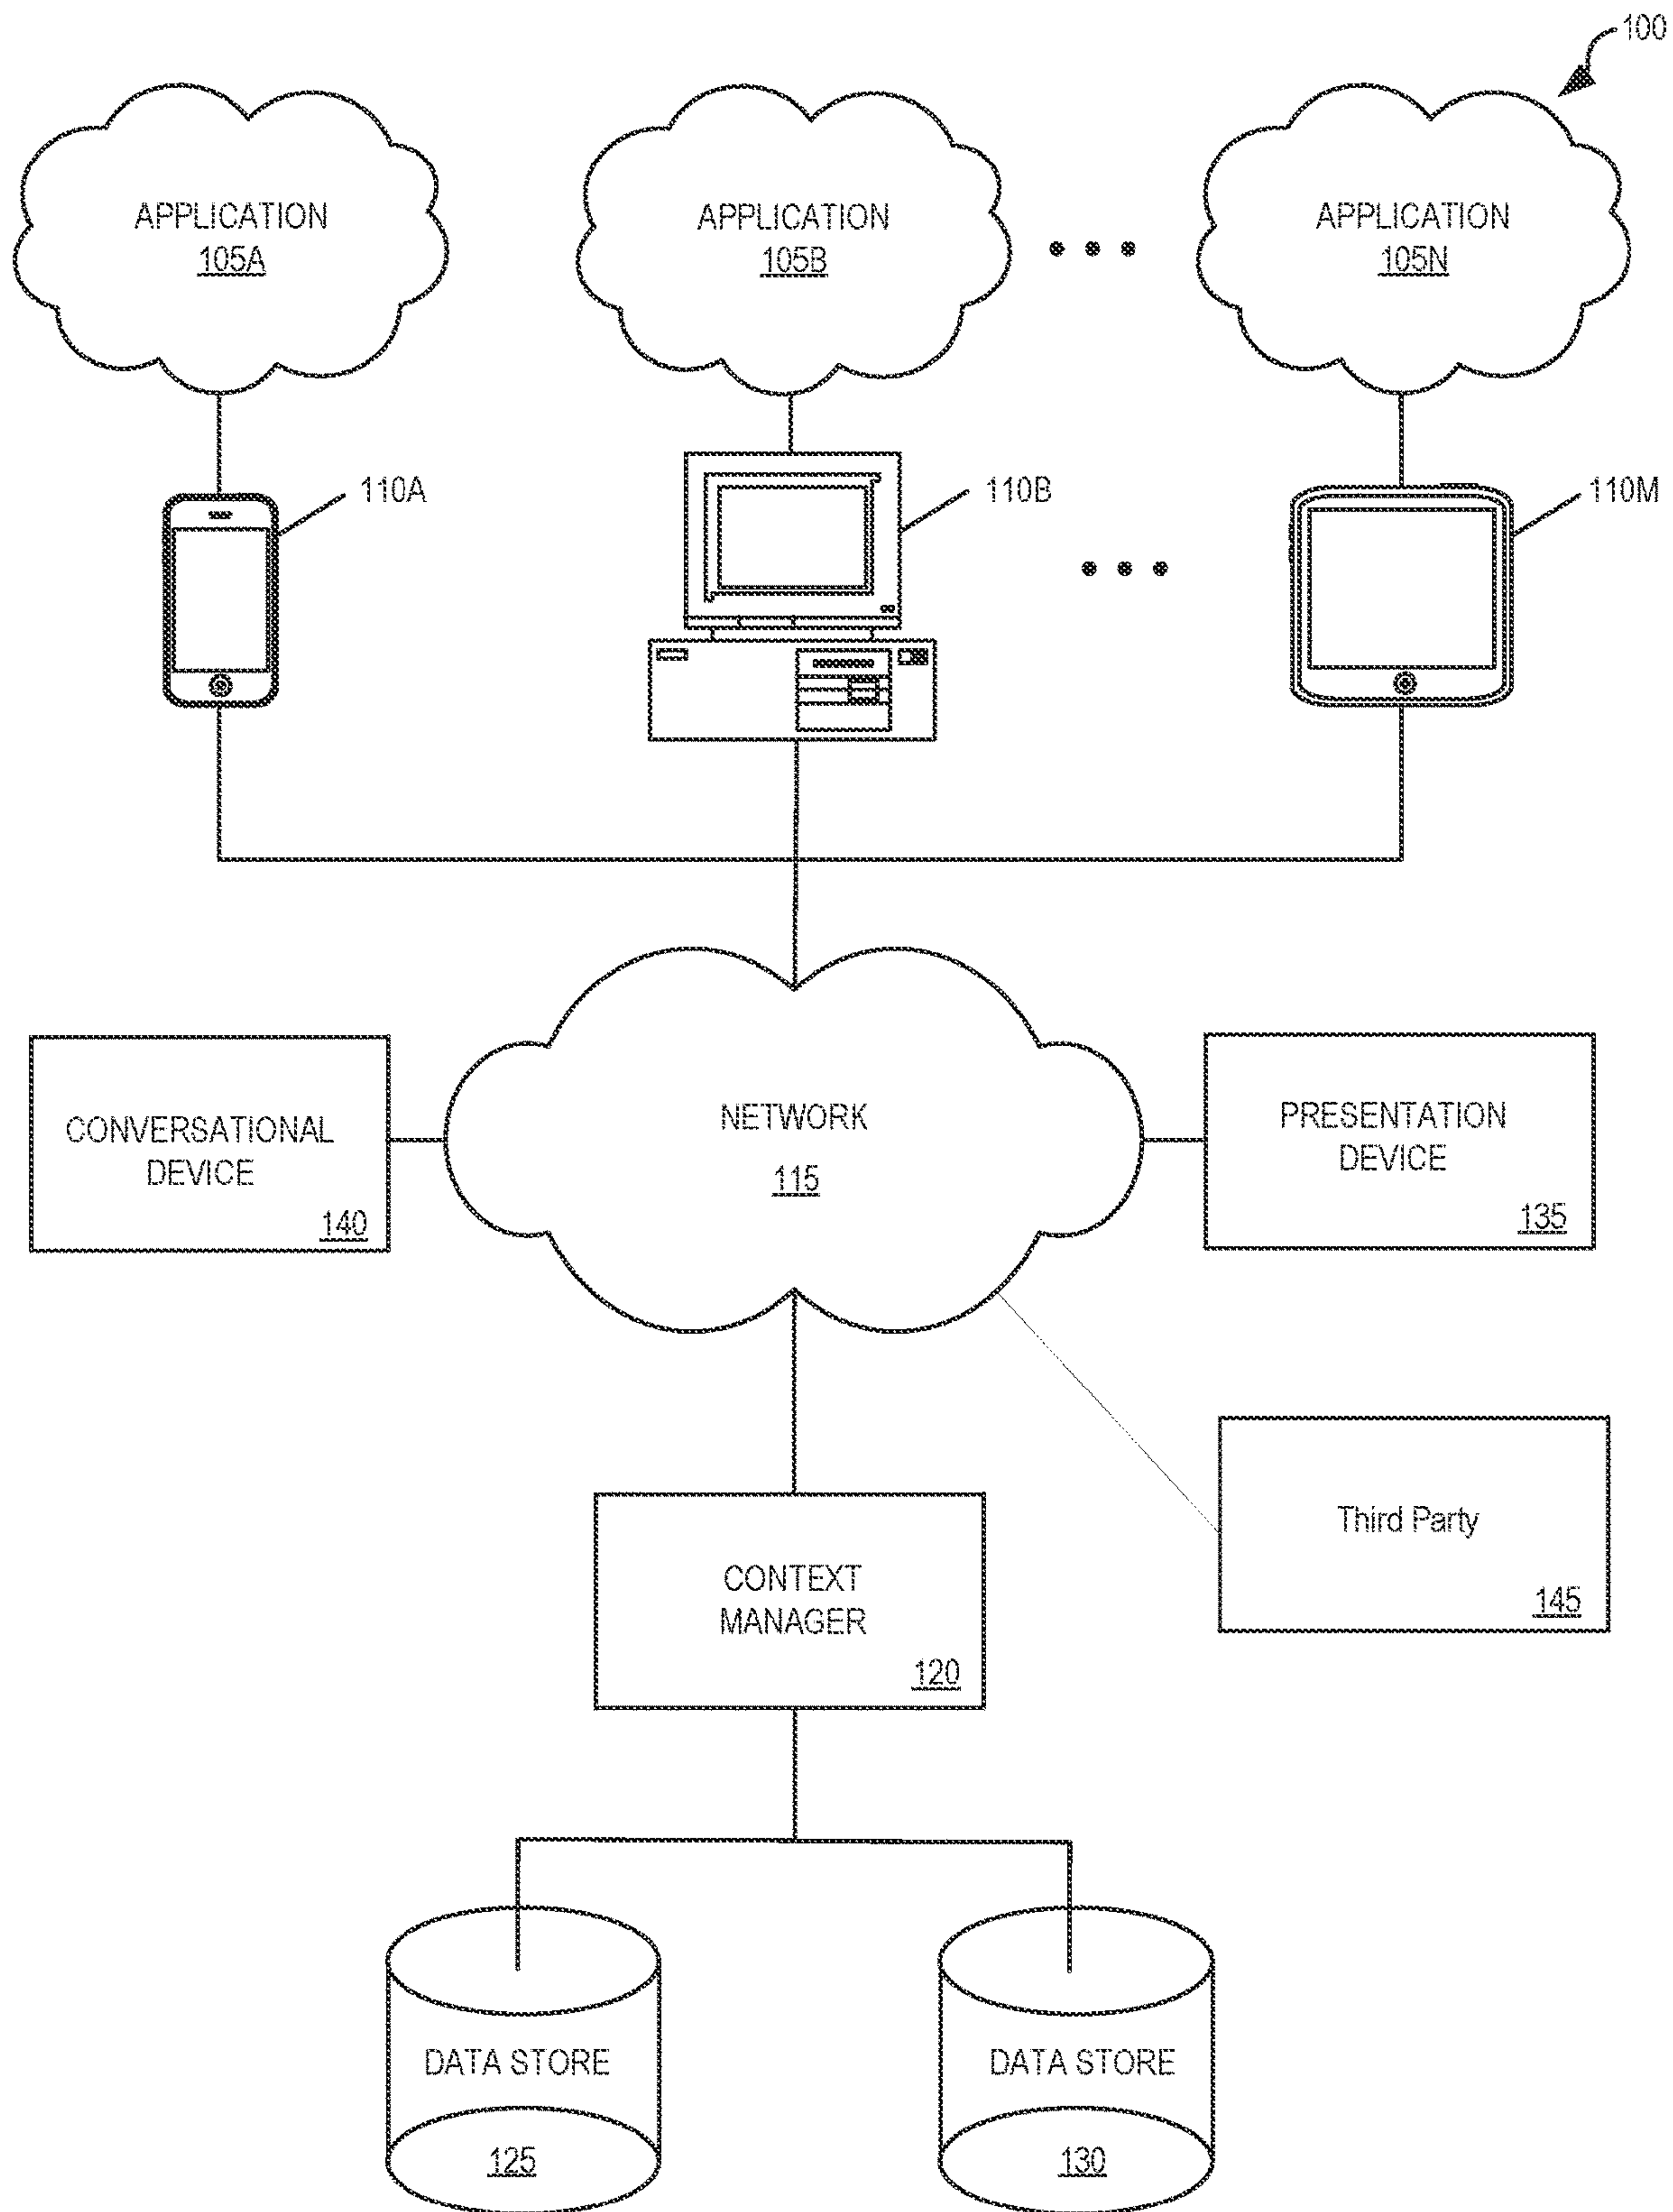 100
APPLICATION
105A
APPLICATION
105B
APPLICATION
105N
110A
110B
110M
CONVERSATIONAL
DEVICE
140
NETWORK
115
PRESENTATION
DEVICE
135
Third Party
145
CONTEXT
MANAGER
120
DATA STORE
125
DATA STORE
130